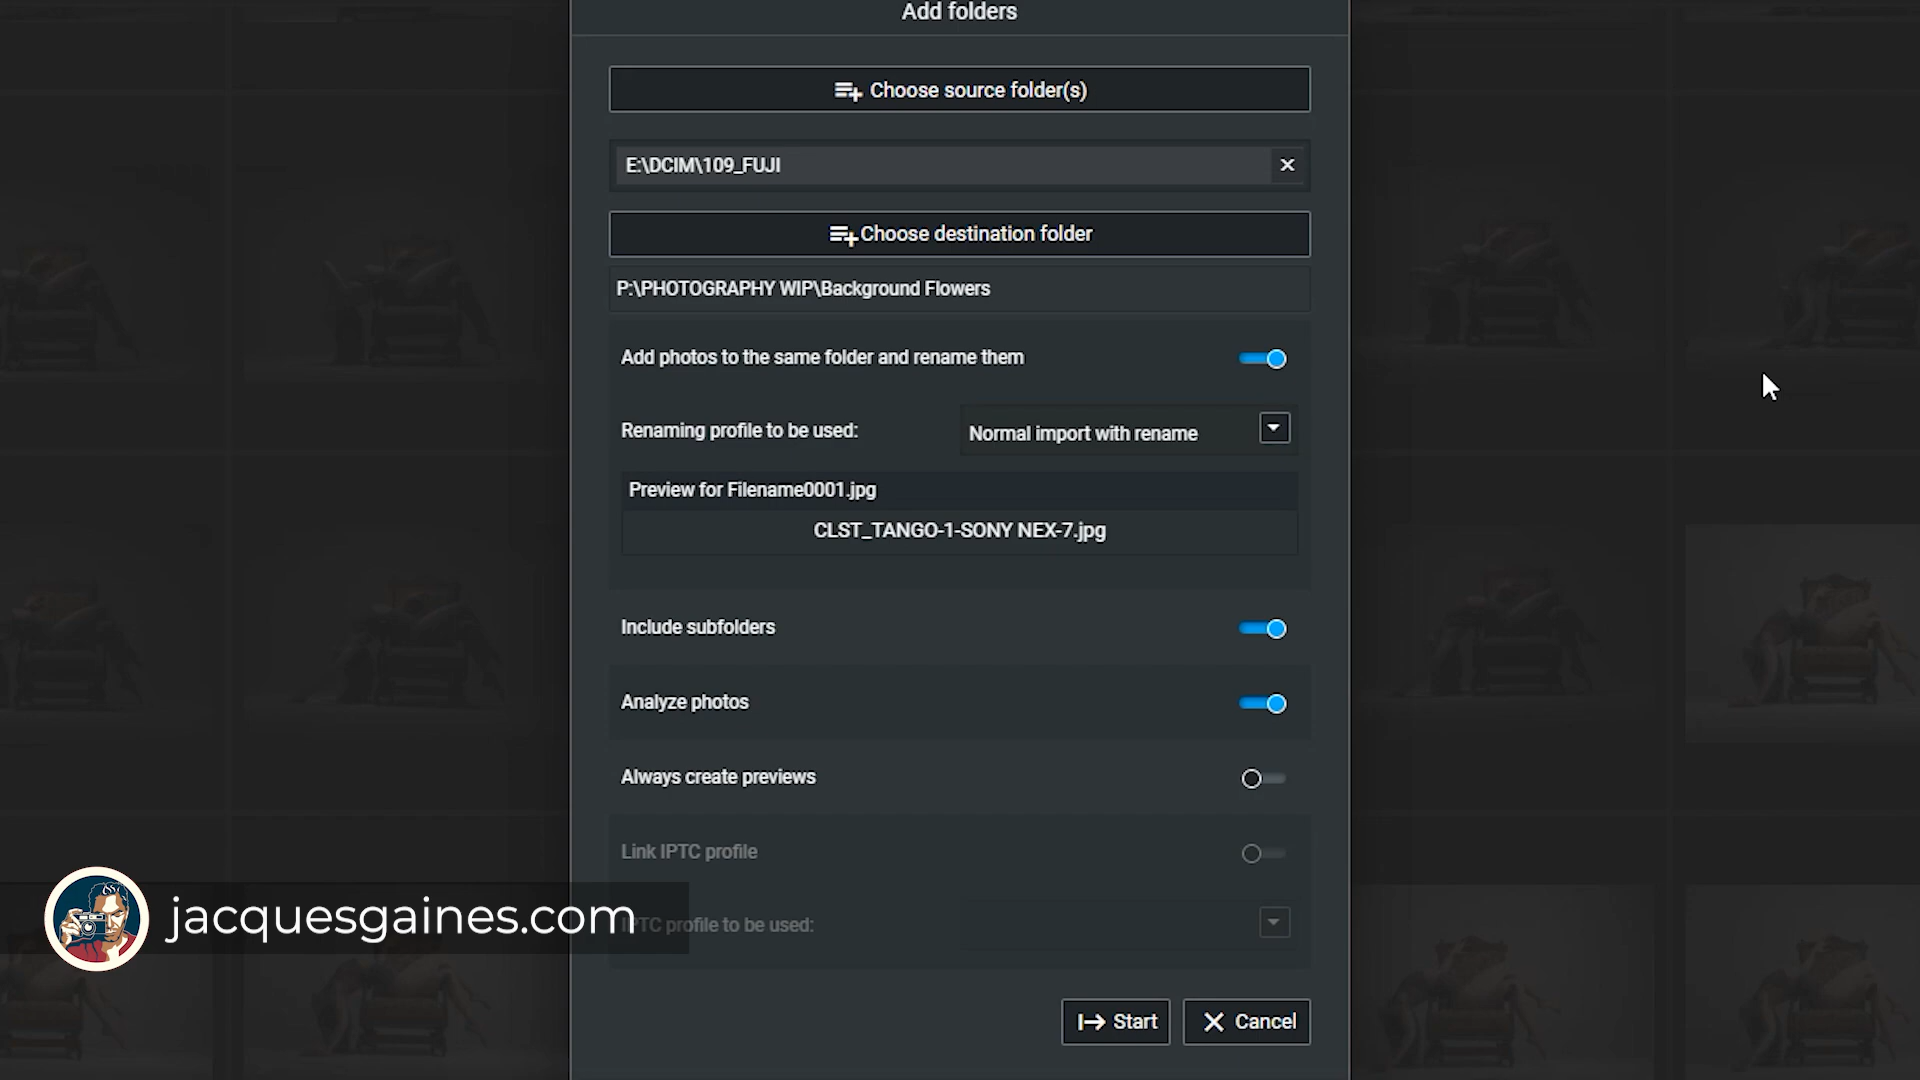 Add folders
Choose source folder(s)
E:\DCIM\109_FUJI
Choose destination folder
P:\PHOTOGRAPHY WIP\Background Flowers
Add photos to the same folder and rename them
Renaming profile to be used:
Normal import with rename
Preview for Filename0001.jpg
CLST_TANGO-1-SONY NEX-7.jpg
Include subfolders
Analyze photos
Always create previews
Link IPTC profile
jacquesgaines.com
IPTC profile to be used:
Start
Cancel